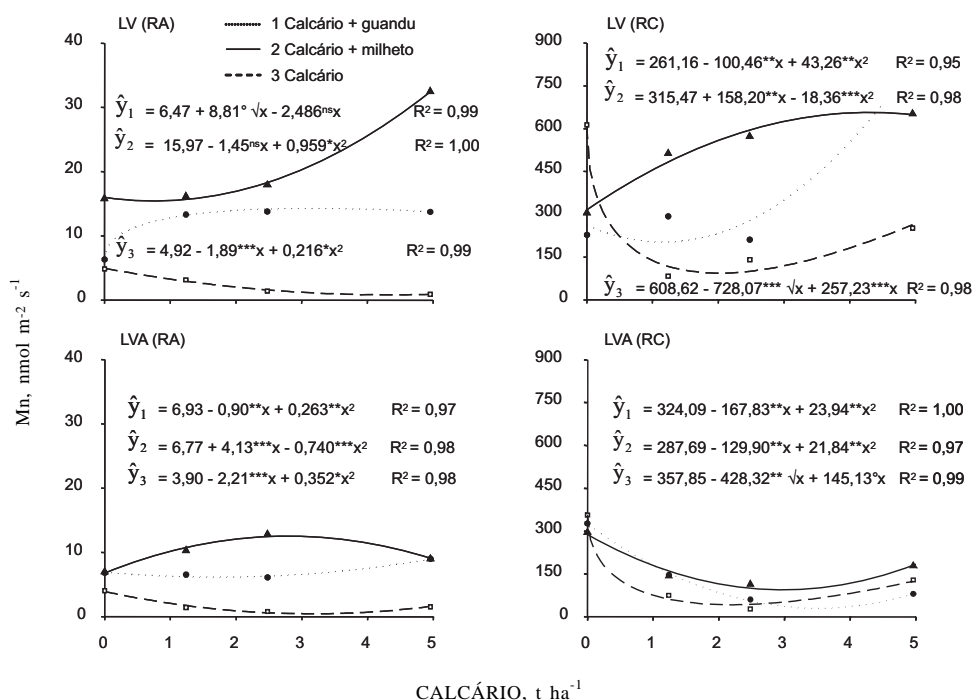 LV (RA)
1 Calcário + guandu
2 Calcário + milheto
3 Calcário
40
30
20
10
0
ŷ₁ = 6,47 + 8,81° √x - 2,486ⁿˢx R² = 0,99
ŷ₂ = 15,97 - 1,45ⁿˢx + 0,959*x² R² = 1,00
ŷ₃ = 4,92 - 1,89***x + 0,216*x² R² = 0,99
LV (RC)
900
750
600
450
300
150
0
ŷ₁ = 261,16 - 100,46**x + 43,26**x² R² = 0,95
ŷ₂ = 315,47 + 158,20**x - 18,36***x² R² = 0,98
ŷ₃ = 608,62 - 728,07*** √x + 257,23***x R² = 0,98
LVA (RA)
40
30
20
10
0
ŷ₁ = 6,93 - 0,90**x + 0,263**x² R² = 0,97
ŷ₂ = 6,77 + 4,13***x - 0,740***x² R² = 0,98
ŷ₃ = 3,90 - 2,21***x + 0,352*x² R² = 0,98
0 1 2 3 4 5
LVA (RC)
900
750
600
450
300
150
0
ŷ₁ = 324,09 - 167,83**x + 23,94**x² R² = 1,00
ŷ₂ = 287,69 - 129,90**x + 21,84**x² R² = 0,97
ŷ₃ = 357,85 - 428,32** √x + 145,13°x R² = 0,99
0 1 2 3 4 5
Mn, nmol m⁻² s⁻¹
CALCÁRIO, t ha⁻¹